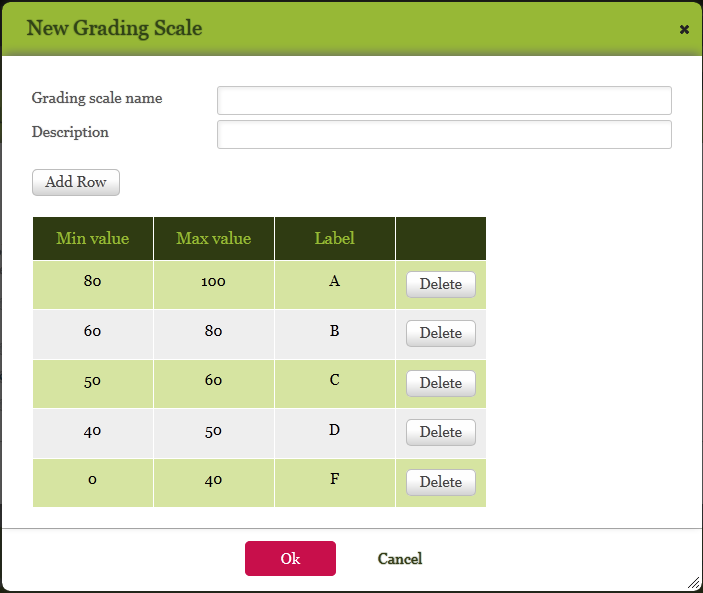 New Grading Scale
Grading scale name
Description
Add Row
Min value Max value Label
80 100 A Delete
60 80 B Delete
50 60 C Delete
40 50 D Delete
0 40 F Delete
Ok Cancel